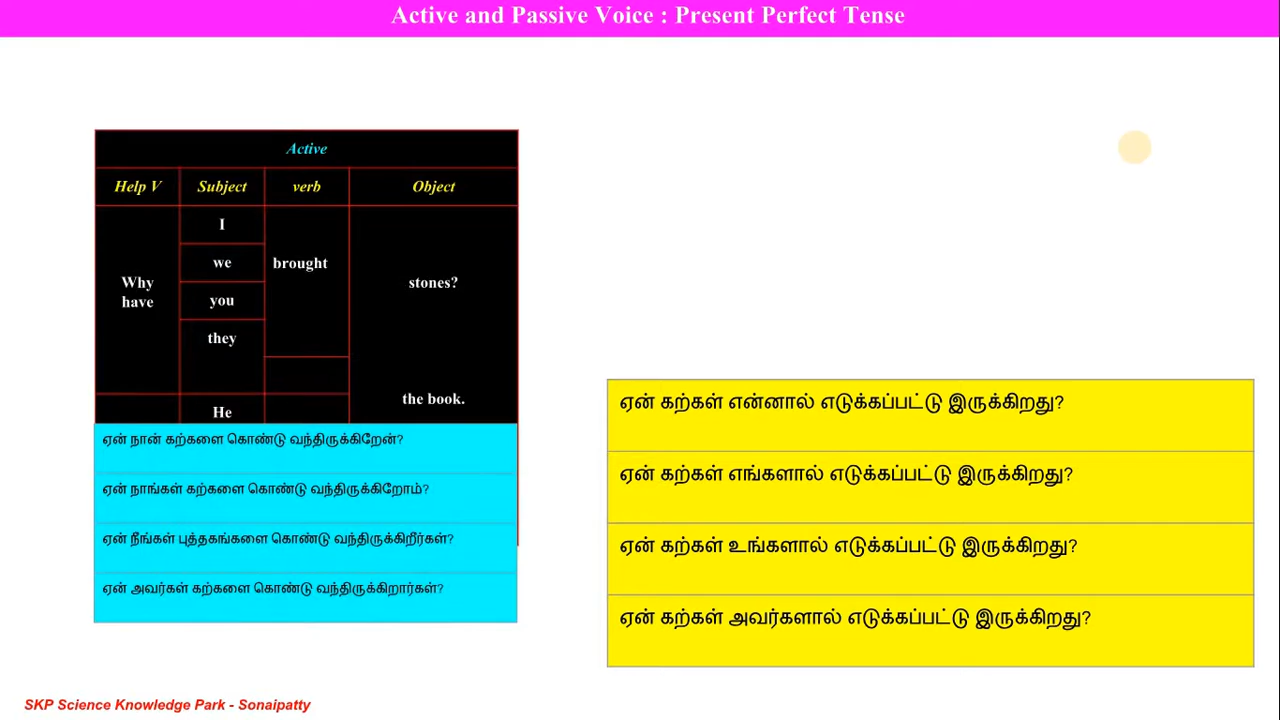 Active and Passive Voice : Present Perfect Tense
Active
Help V Subject verb Object
I
we
brought
Why
have
stones?
you
they
the book.
He
ஏன் நான் கற்களை கொண்டு வந்திருக்கிறேன்?
ஏன் நாங்கள் கற்களை கொண்டு வந்திருக்கிறோம்?
ஏன் நீங்கள் புத்தகங்களை கொண்டு வந்திருக்கிறீர்கள்?
ஏன் அவர்கள் கற்களை கொண்டு வந்திருக்கிறார்கள்?
ஏன் கற்கள் என்னால் எடுக்கப்பட்டு இருக்கிறது?
ஏன் கற்கள் எங்களால் எடுக்கப்பட்டு இருக்கிறது?
ஏன் கற்கள் உங்களால் எடுக்கப்பட்டு இருக்கிறது?
ஏன் கற்கள் அவர்களால் எடுக்கப்பட்டு இருக்கிறது?
SKP Science Knowledge Park - Sonaipatty